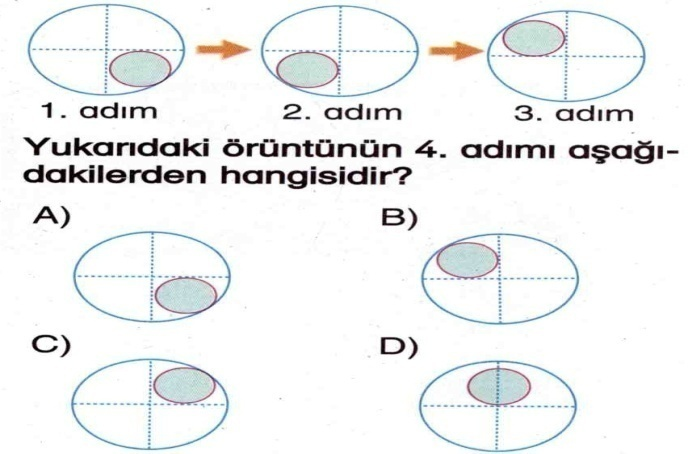 1. adım 2. adım 3. adım
Yukarıdaki örüntünün 4. adımı aşağı-
dakilerden hangisidir?
A) B)
C) D)